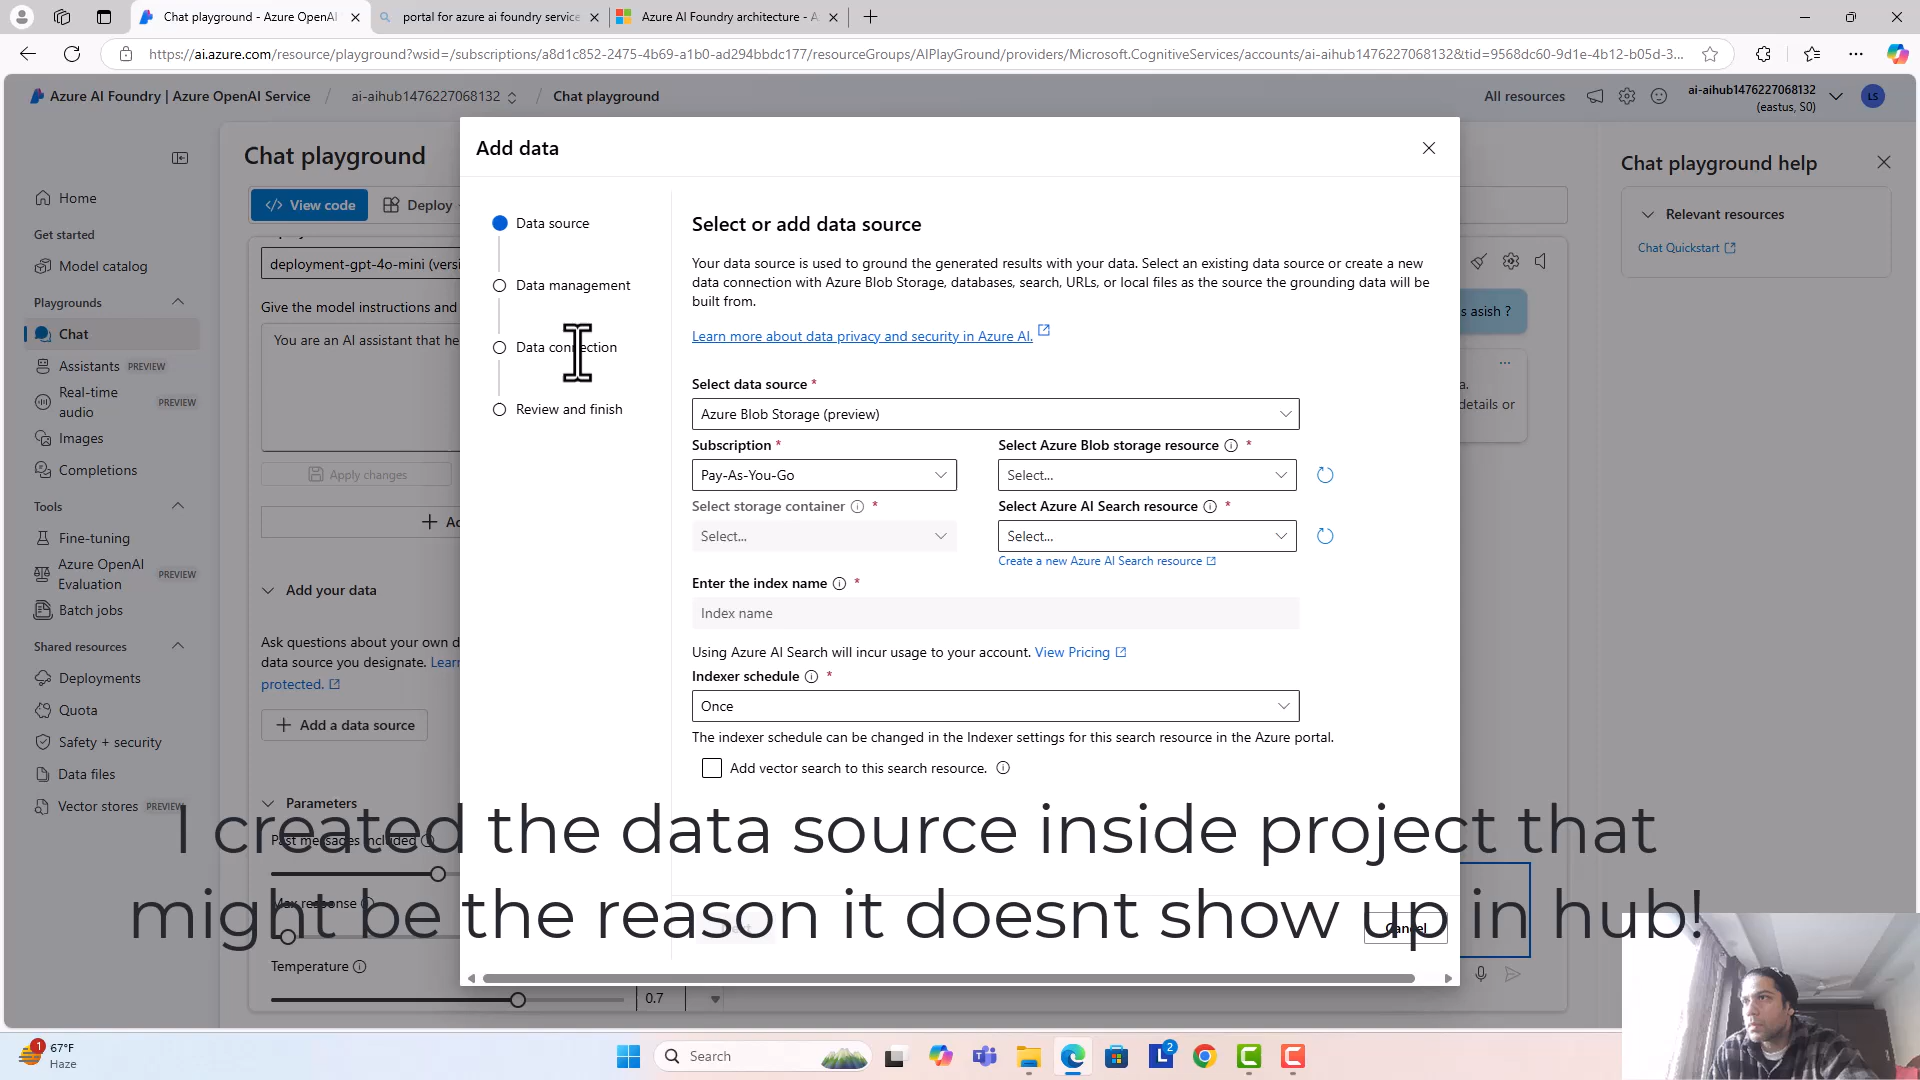 Chat playground - Azure OpenAI
portal for azure ai foundry service
Azure AI Foundry architecture - A
https://ai.azure.com/resource/playground?wsid=/subscriptions/a8d1c852-2475-4b69-a1b0-ad294bbdc177/resourceGroups/AIPlayGround/providers/Microsoft.CognitiveServices/accounts/ai-aihub1476227068132&tid=9568dc60-9d1e-4b12-b05d-3...
Azure AI Foundry | Azure OpenAI Service / ai-aihub1476227068132 / Chat playground
All resources
ai-aihub1476227068132
(eastus, S0)
LS
Home
Get started
Model catalog
Playgrounds
Chat
Assistants PREVIEW
Real-time audio PREVIEW
Images
Completions
Tools
Fine-tuning
Azure OpenAI Evaluation PREVIEW
Batch jobs
Shared resources
Deployments
Quota
Safety + security
Data files
Vector stores PREVIEW
Chat playground
View code
Deploy
deployment-gpt-4o-mini (versi
Give the model instructions and
You are an AI assistant that he
Apply changes
Add your data
Ask questions about your own d
data source you designate. Learn
protected.
Add a data source
Parameters
Past messages included
Max response
Temperature
0.7
Add data
Data source
Data management
Data connection
Review and finish
Select or add data source
Your data source is used to ground the generated results with your data. Select an existing data source or create a new
data connection with Azure Blob Storage, databases, search, URLs, or local files as the source the grounding data will be
built from.
Learn more about data privacy and security in Azure AI.
Select data source *
Azure Blob Storage (preview)
Subscription *
Pay-As-You-Go
Select Azure Blob storage resource *
Select...
Select storage container *
Select...
Select Azure AI Search resource *
Select...
Create a new Azure AI Search resource
Enter the index name *
Index name
Using Azure AI Search will incur usage to your account. View Pricing
Indexer schedule *
Once
The indexer schedule can be changed in the Indexer settings for this search resource in the Azure portal.
Add vector search to this search resource.
Cancel
s asish ?
details or
Chat playground help
Relevant resources
Chat Quickstart
I created the data source inside project that
might be the reason it doesnt show up in hub!
1
67°F
Haze
Search
2